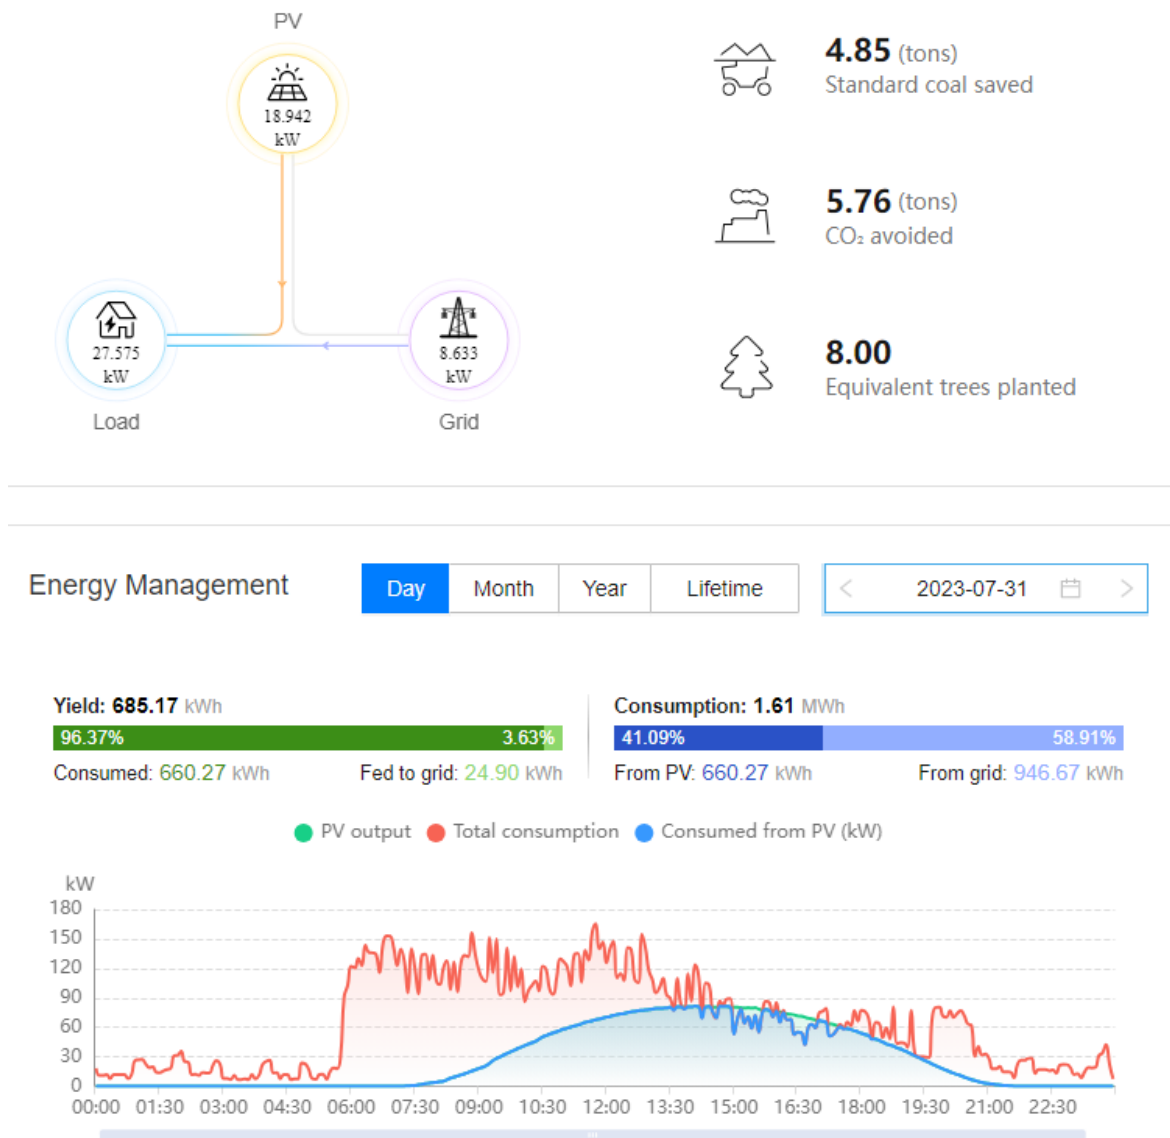 PV
18.942
kW
27.575
kW
Load
8.633
kW
Grid
4.85 (tons)
Standard coal saved
5.76 (tons)
CO₂ avoided
8.00
Equivalent trees planted
Energy Management
Day Month Year Lifetime
< 2023-07-31 >
Yield: 685.17 kWh
96.37% 3.63%
Consumed: 660.27 kWh Fed to grid: 24.90 kWh
Consumption: 1.61 MWh
41.09% 58.91%
From PV: 660.27 kWh From grid: 946.67 kWh
PV output Total consumption Consumed from PV (kW)
kW
180
150
120
90
60
30
0
00:00 01:30 03:00 04:30 06:00 07:30 09:00 10:30 12:00 13:30 15:00 16:30 18:00 19:30 21:00 22:30